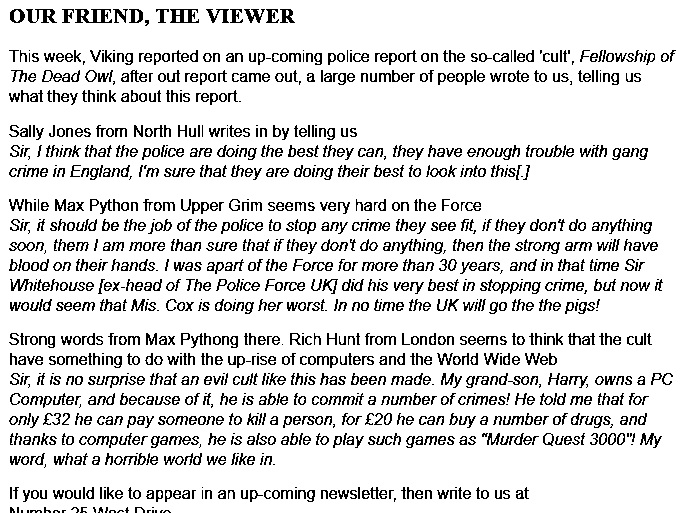 OUR FRIEND, THE VIEWER
This week, Viking reported on an up-coming police report on the so-called 'cult', Fellowship of
The Dead Owl, after out report came out, a large number of people wrote to us, telling us
what they think about this report.
Sally Jones from North Hull writes in by telling us
Sir, I think that the police are doing the best they can, they have enough trouble with gang
crime in England, I'm sure that they are doing their best to look into this[.]
While Max Python from Upper Grim seems very hard on the Force
Sir, it should be the job of the police to stop any crime they see fit, if they don't do anything
soon, them I am more than sure that if they don't do anything, then the strong arm will have
blood on their hands. I was apart of the Force for more than 30 years, and in that time Sir
Whitehouse [ex-head of The Police Force UK] did his very best in stopping crime, but now it
would seem that Mis. Cox is doing her worst. In no time the UK will go the the pigs!
Strong words from Max Pythong there. Rich Hunt from London seems to think that the cult
have something to do with the up-rise of computers and the World Wide Web
Sir, it is no surprise that an evil cult like this has been made. My grand-son, Harry, owns a PC
Computer, and because of it, he is able to commit a number of crimes! He told me that for
only £32 he can pay someone to kill a person, for £20 he can buy a number of drugs, and
thanks to computer games, he is also able to play such games as "Murder Quest 3000"! My
word, what a horrible world we like in.
If you would like to appear in an up-coming newsletter, then write to us at
Number 25 West Drive